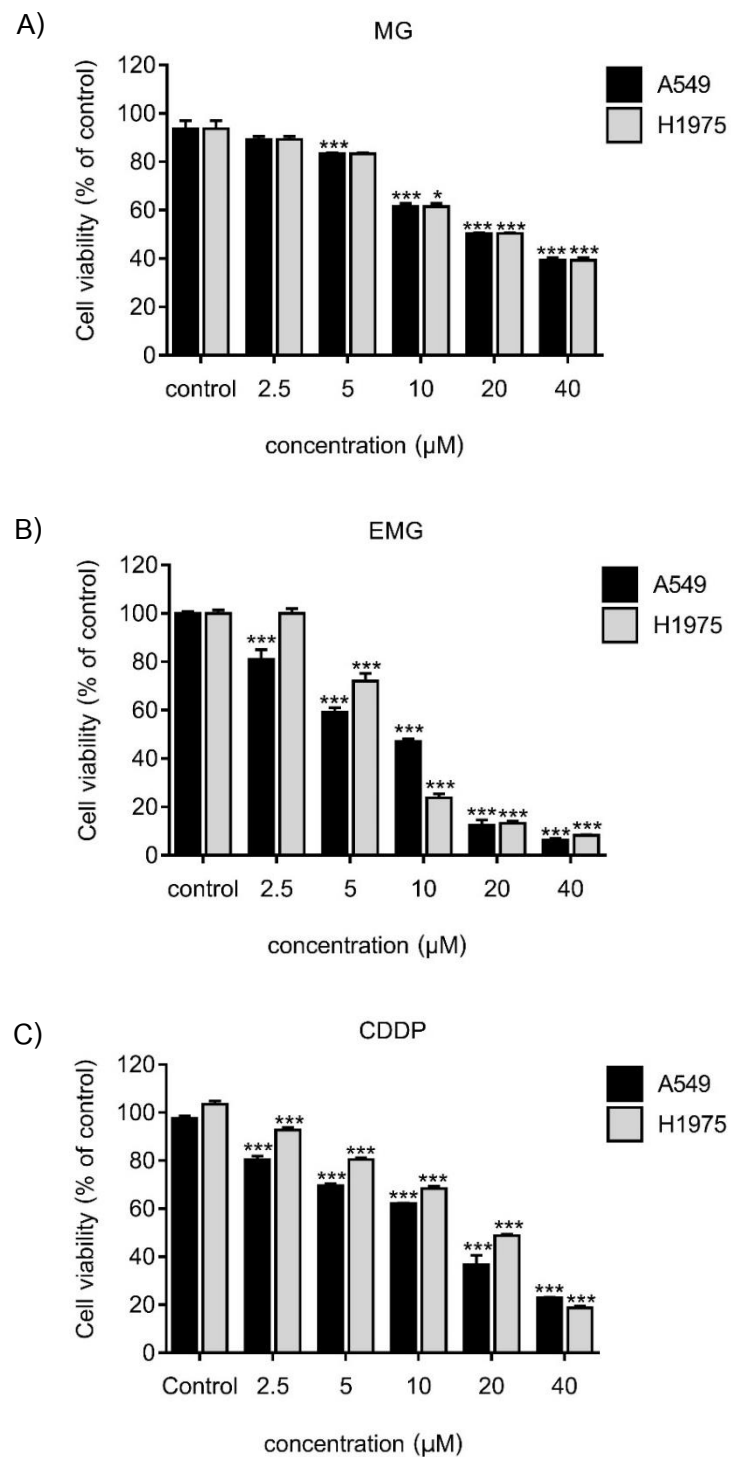 A)
MG
120
100
80
60
40
20
0
Cell viability (% of control)
*** *** * *** *** *** ***
control 2.5 5 10 20 40
concentration (µM)
A549
H1975
B)
EMG
120
100
80
60
40
20
0
Cell viability (% of control)
*** *** *** *** *** *** *** *** ***
control 2.5 5 10 20 40
concentration (µM)
A549
H1975
C)
CDDP
120
100
80
60
40
20
0
Cell viability (% of control)
*** *** *** *** *** *** *** *** *** ***
Control 2.5 5 10 20 40
concentration (µM)
A549
H1975